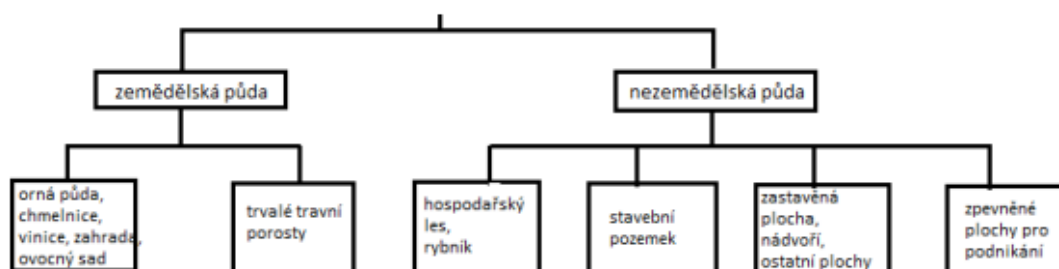 zemědělská půda
nezemědělská půda
orná půda,
chmelnice,
vinice, zahrada,
ovocný sad
trvalé travní
porosty
hospodařský
les,
rybník
stavební
pozemek
zastavěná
plocha,
nádvoří,
ostatní plochy
zpevněné
plochy pro
podnikání